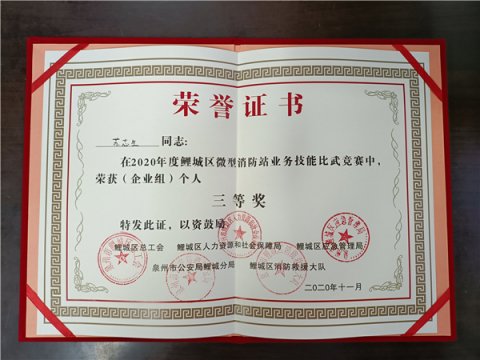 荣誉证书
同志:
在2020年度鲤城区微型消防站业务技能比武竞赛中,
荣获（企业组）个人
三等奖
特发此证，以资鼓励
鲤城区总工会 鲤城区人力资源和社会保障局 鲤城区应急管理局
泉州市公安局鲤城分局 鲤城区消防救援大队
二〇二〇年十一月